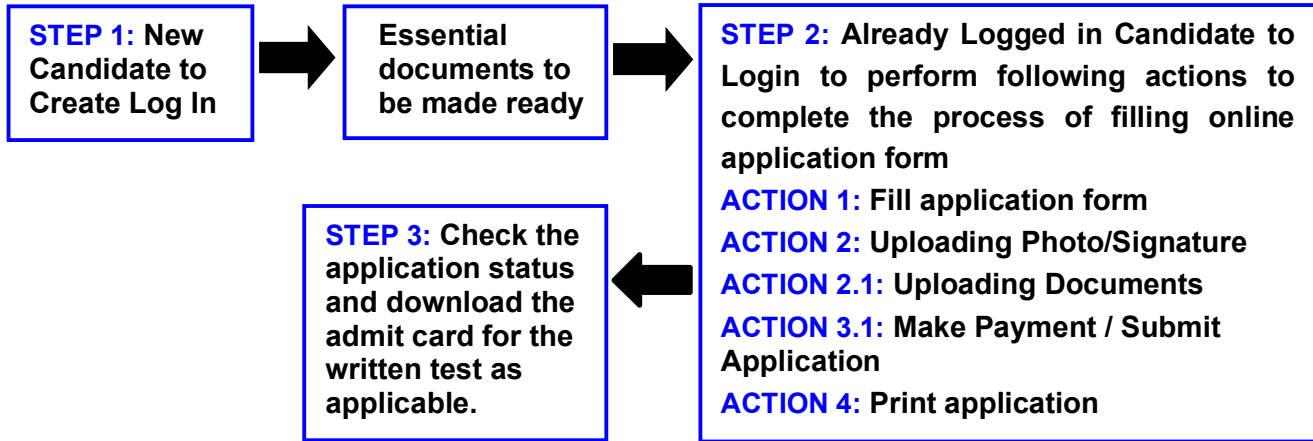 STEP 1: New
Candidate to
Create Log In
Essential
documents to
be made ready
STEP 2: Already Logged in Candidate to
Login to perform following actions to
complete the process of filling online
application form
ACTION 1: Fill application form
ACTION 2: Uploading Photo/Signature
ACTION 2.1: Uploading Documents
ACTION 3.1: Make Payment / Submit
Application
ACTION 4: Print application
STEP 3: Check the
application status
and download the
admit card for the
written test as
applicable.